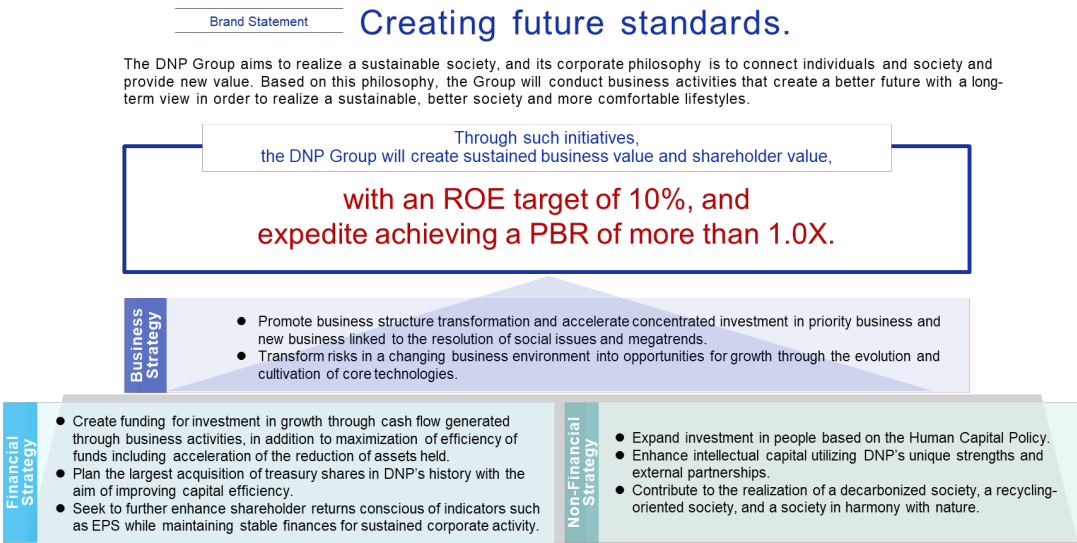 Brand Statement
Creating future standards.
The DNP Group aims to realize a sustainable society, and its corporate philosophy is to connect individuals and society and
provide new value. Based on this philosophy, the Group will conduct business activities that create a better future with a long-
term view in order to realize a sustainable, better society and more comfortable lifestyles.
Through such initiatives,
the DNP Group will create sustained business value and shareholder value,
with an ROE target of 10%, and
expedite achieving a PBR of more than 1.0X.
Business
Strategy
● Promote business structure transformation and accelerate concentrated investment in priority business and
new business linked to the resolution of social issues and megatrends.
● Transform risks in a changing business environment into opportunities for growth through the evolution and
cultivation of core technologies.
Financial
Strategy
● Create funding for investment in growth through cash flow generated
through business activities, in addition to maximization of efficiency of
funds including acceleration of the reduction of assets held.
● Plan the largest acquisition of treasury shares in DNP's history with the
aim of improving capital efficiency.
● Seek to further enhance shareholder returns conscious of indicators such
as EPS while maintaining stable finances for sustained corporate activity.
Non-Financial
Strategy
● Expand investment in people based on the Human Capital Policy.
● Enhance intellectual capital utilizing DNP's unique strengths and
external partnerships.
● Contribute to the realization of a decarbonized society, a recycling-
oriented society, and a society in harmony with nature.